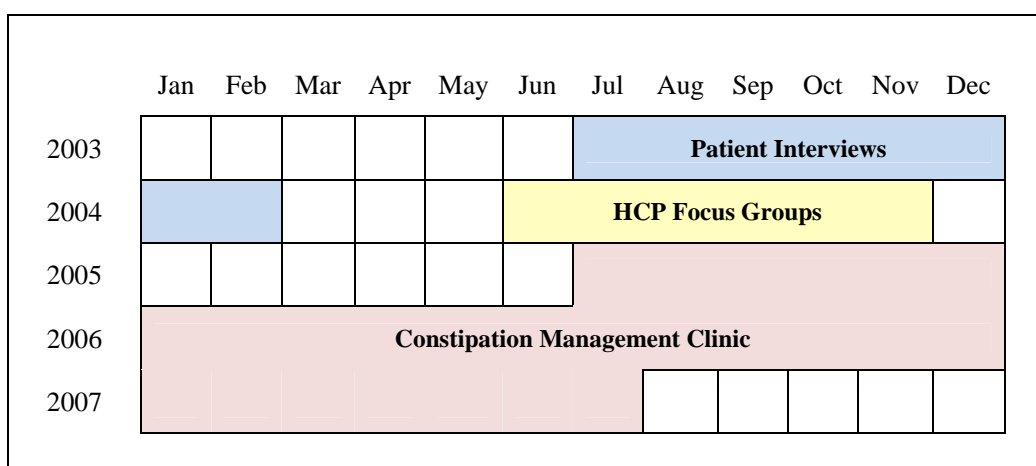 Jan Feb Mar Apr May Jun Jul Aug Sep Oct Nov Dec
2003 Patient Interviews
2004 HCP Focus Groups
2005
2006 Constipation Management Clinic
2007